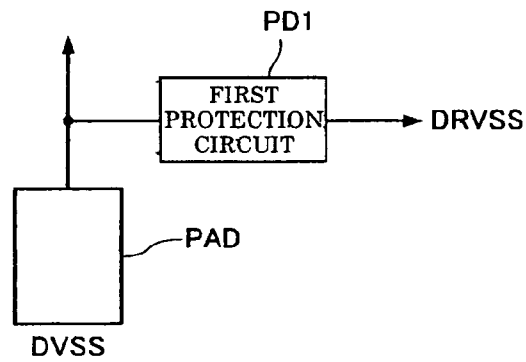 PD1
FIRST
PROTECTION
CIRCUIT
DRVSS
PAD
DVSS